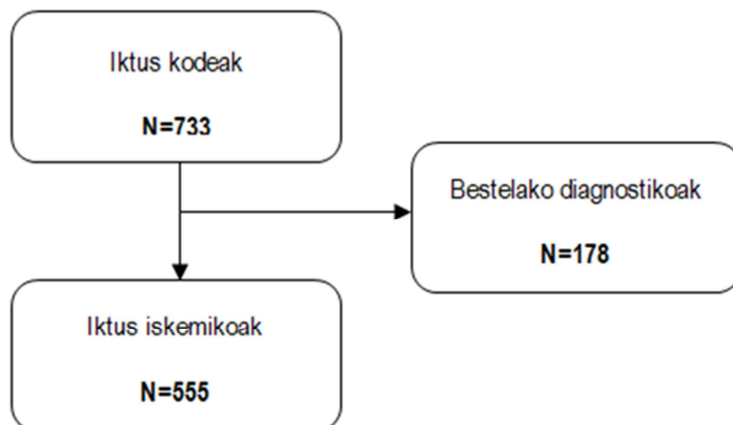 Iktus kodeak
N=733
Bestelako diagnostikoak
N=178
Iktus iskemikoak
N=555